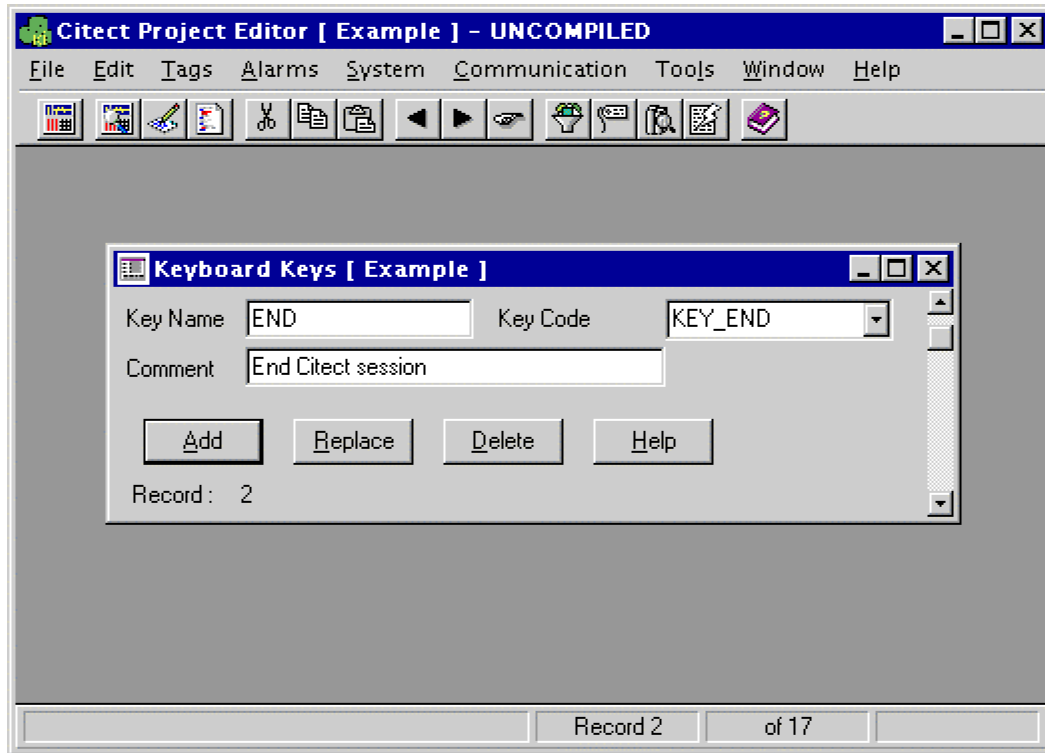 Citect Project Editor [ Example ] - UNCOMPILED
File Edit Tags Alarms System Communication Tools Window Help
Keyboard Keys [ Example ]
Key Name END Key Code KEY_END
Comment End Citect session
Add Replace Delete Help
Record : 2
Record 2 of 17